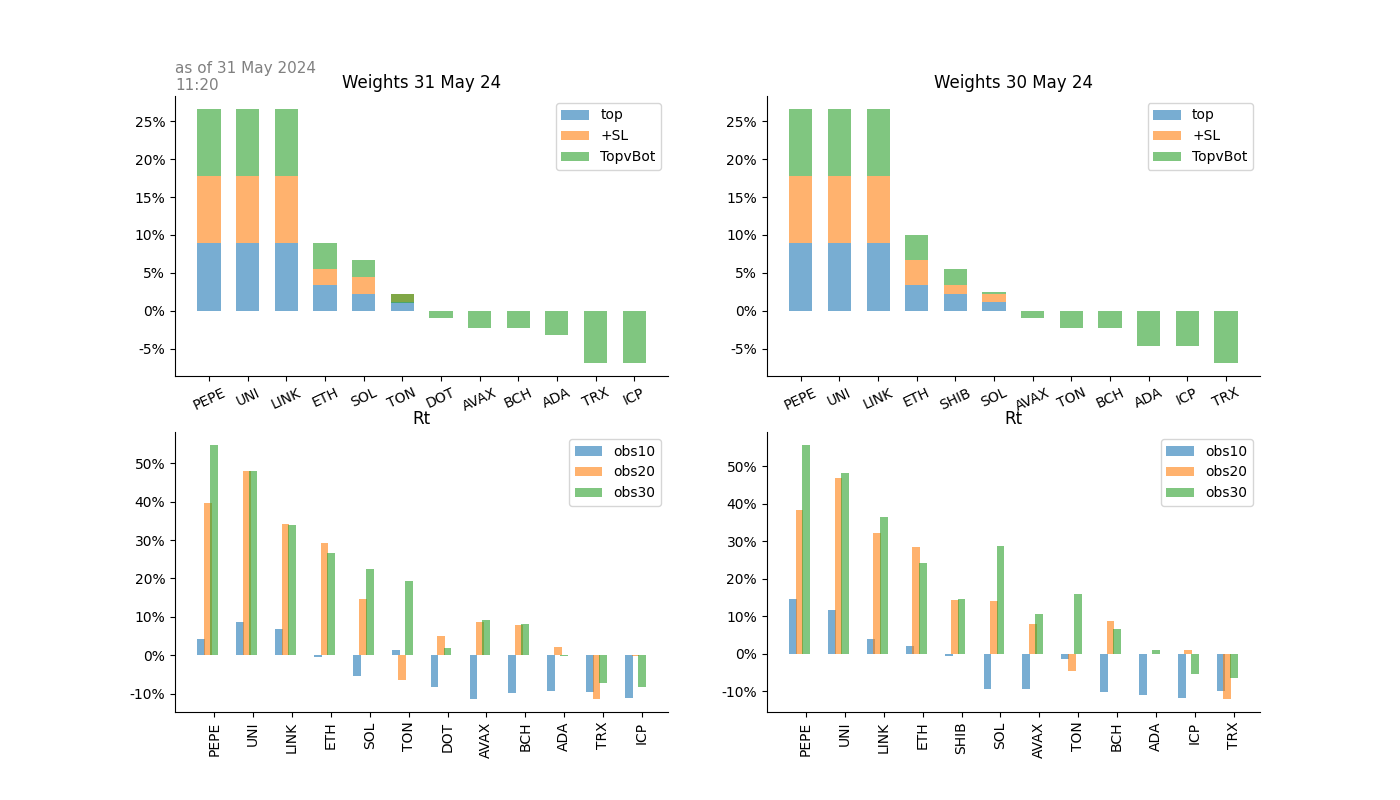 as of 31 May 2024
11:20
Weights 31 May 24
25%
20%
15%
10%
5%
0%
-5%
top
+SL
TopvBot
PEPE
UNI
LINK
ETH
SOL
TON
DOT
AVAX
BCH
ADA
TRX
ICP
Weights 30 May 24
25%
20%
15%
10%
5%
0%
-5%
top
+SL
TopvBot
PEPE
UNI
LINK
ETH
SHIB
SOL
AVAX
TON
BCH
ADA
ICP
TRX
Rt
50%
40%
30%
20%
10%
0%
-10%
obs10
obs20
obs30
PEPE
UNI
LINK
ETH
SOL
TON
DOT
AVAX
BCH
ADA
TRX
ICP
Rt
50%
40%
30%
20%
10%
0%
-10%
obs10
obs20
obs30
PEPE
UNI
LINK
ETH
SHIB
SOL
AVAX
TON
BCH
ADA
ICP
TRX